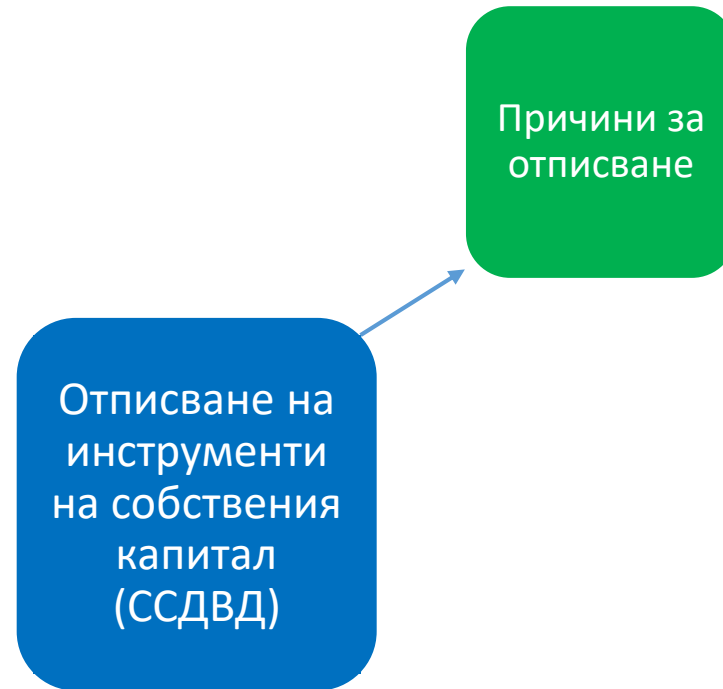 Причини за
отписване
Отписване на
инструменти
на собствения
капитал
(ССДВД)